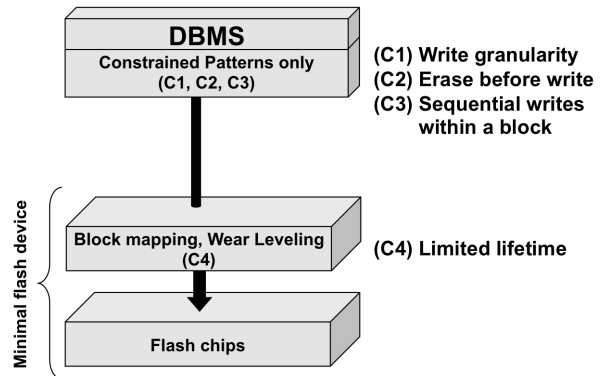 DBMS
Constrained Patterns only
(C1, C2, C3)
(C1) Write granularity
(C2) Erase before write
(C3) Sequential writes
within a block
Minimal flash device
Block mapping, Wear Leveling
(C4)
(C4) Limited lifetime
Flash chips